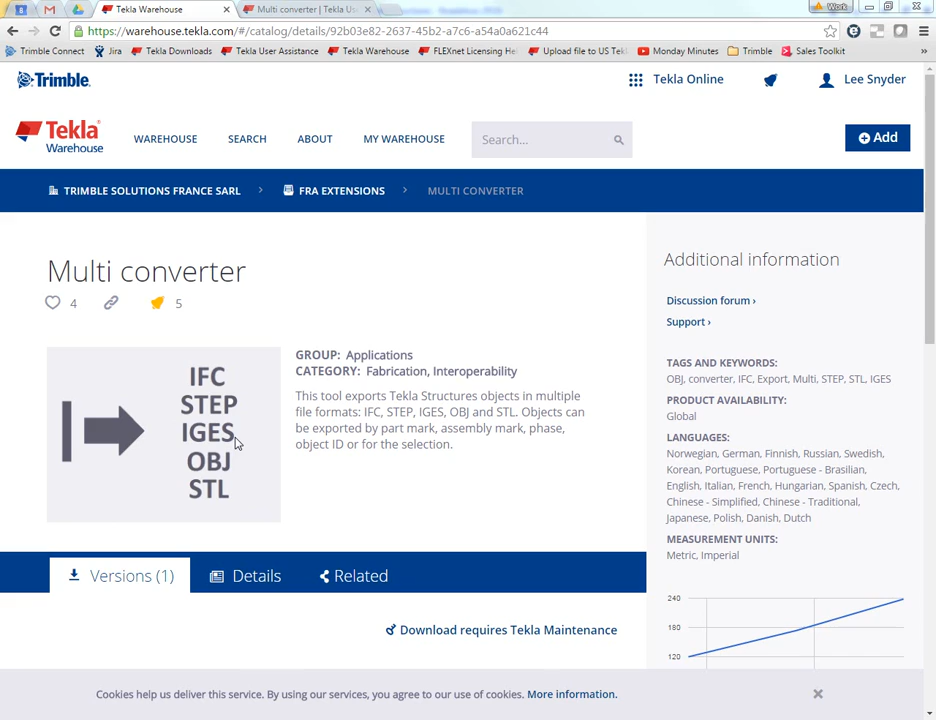 Tekla Warehouse
Multi converter | Tekla Us
Work
https://warehouse.tekla.com/#/catalog/details/92b03e82-2637-45b2-a7c6-a54a0a621c44
Trimble Connect
Jira
Tekla Downloads
Tekla User Assistance
Tekla Warehouse
FLEXnet Licensing He
Upload file to US Tek
Monday Minutes
Trimble
Sales Toolkit
»
Trimble.
Tekla Online
Lee Snyder
Tekla®
Warehouse
WAREHOUSE
SEARCH
ABOUT
MY WAREHOUSE
Search...
Add
TRIMBLE SOLUTIONS FRANCE SARL > FRA EXTENSIONS > MULTI CONVERTER
Multi converter
4
5
IFC
STEP
IGES
OBJ
STL
GROUP: Applications
CATEGORY: Fabrication, Interoperability
This tool exports Tekla Structures objects in multiple
file formats: IFC, STEP, IGES, OBJ and STL. Objects can
be exported by part mark, assembly mark, phase,
object ID or for the selection.
Versions (1)
Details
Related
Download requires Tekla Maintenance
Additional information
Discussion forum ›
Support ›
TAGS AND KEYWORDS:
OBJ, converter, IFC, Export, Multi, STEP, STL, IGES
PRODUCT AVAILABILITY:
Global
LANGUAGES:
Norwegian, German, Finnish, Russian, Swedish,
Korean, Portuguese, Portuguese - Brasilian,
English, Italian, French, Hungarian, Spanish, Czech,
Chinese - Simplified, Chinese - Traditional,
Japanese, Polish, Danish, Dutch
MEASUREMENT UNITS:
Metric, Imperial
240
180
120
Cookies help us deliver this service. By using our services, you agree to our use of cookies. More information.